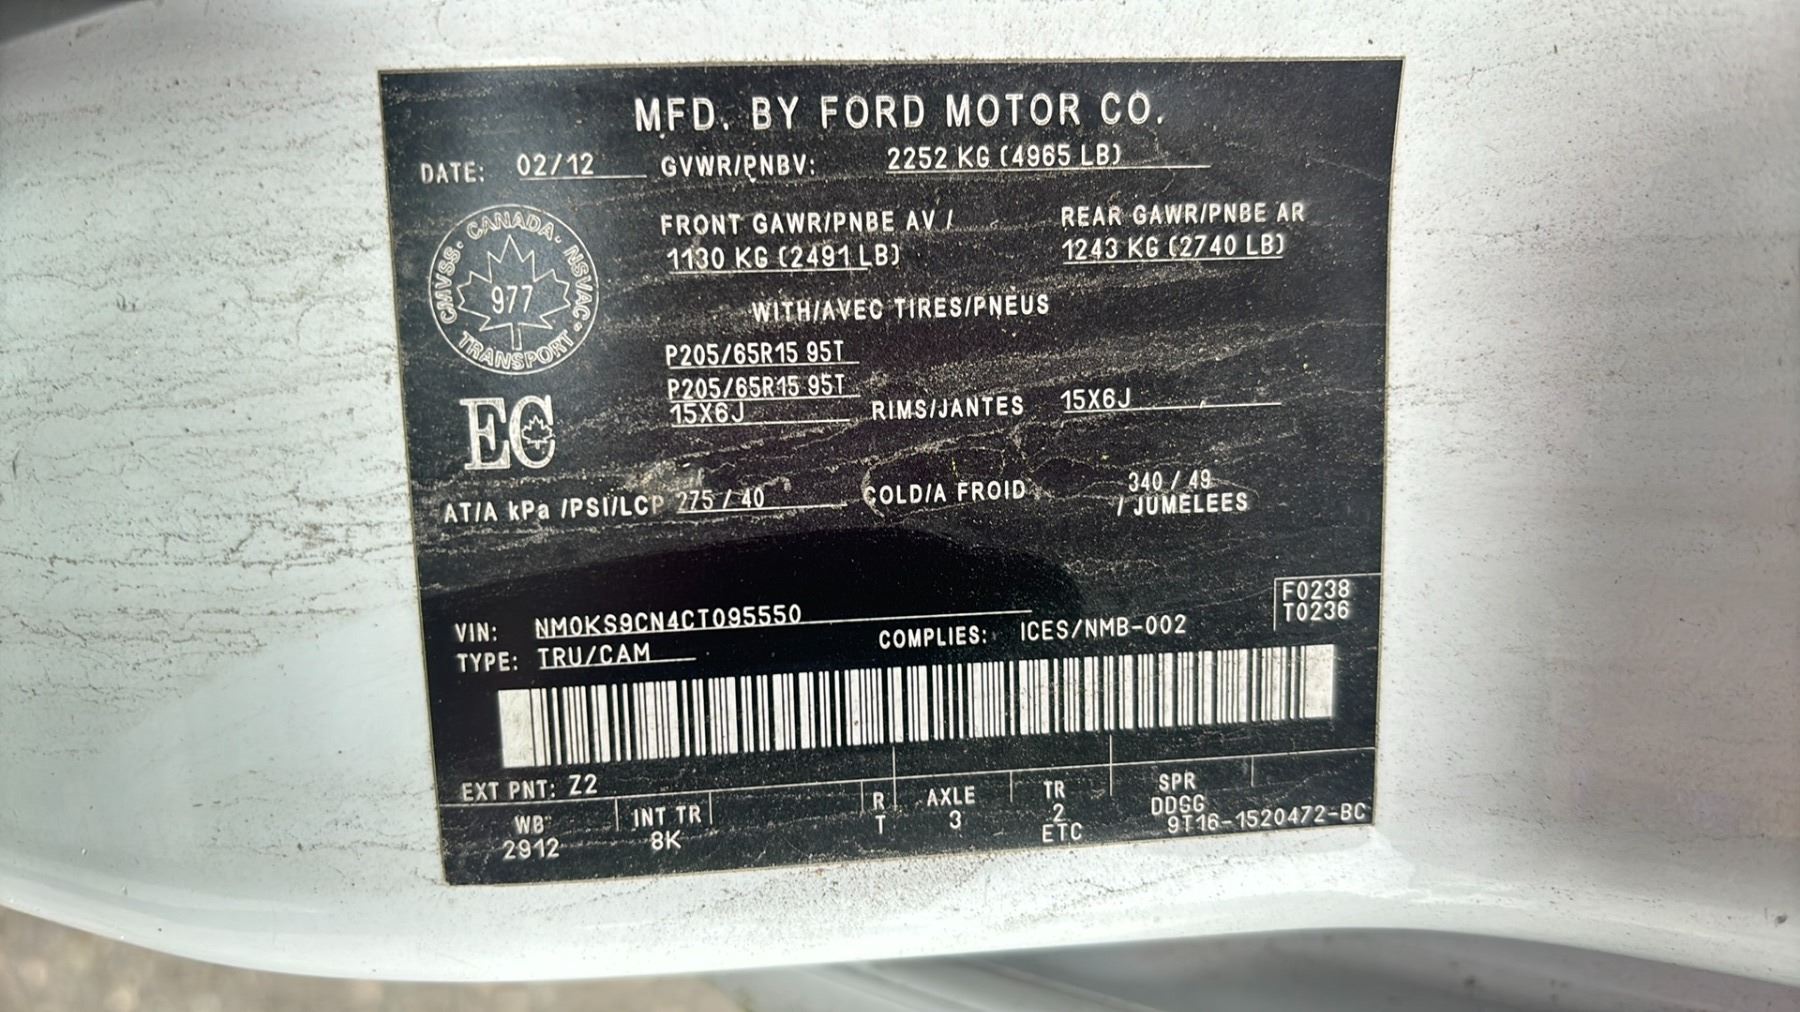 MFD. BY FORD MOTOR CO.
DATE: 02/12 GVWR/PNBV: 2252 KG (4965 LB)
FRONT GAWR/PNBE AV / REAR GAWR/PNBE AR
1130 KG (2491 LB) 1243 KG (2740 LB)
CMVSS · CANADA · NSVAC · TRANSPORT
977
WITH/AVEC TIRES/PNEUS
P205/65R15 95T
P205/65R15 95T
15X6J RIMS/JANTES 15X6J
EC
AT/A kPa /PSI/LCP 275 / 40 COLD/A FROID 340 / 49
/ JUMELEES
F0238
T0236
VIN: NM0KS9CN4CT095550
TYPE: TRU/CAM COMPLIES: ICES/NMB-002
EXT PNT: Z2
WB INT TR R AXLE TR SPR
2912 8K T 3 2 DDGG
ETC 9T16-1520472-BC